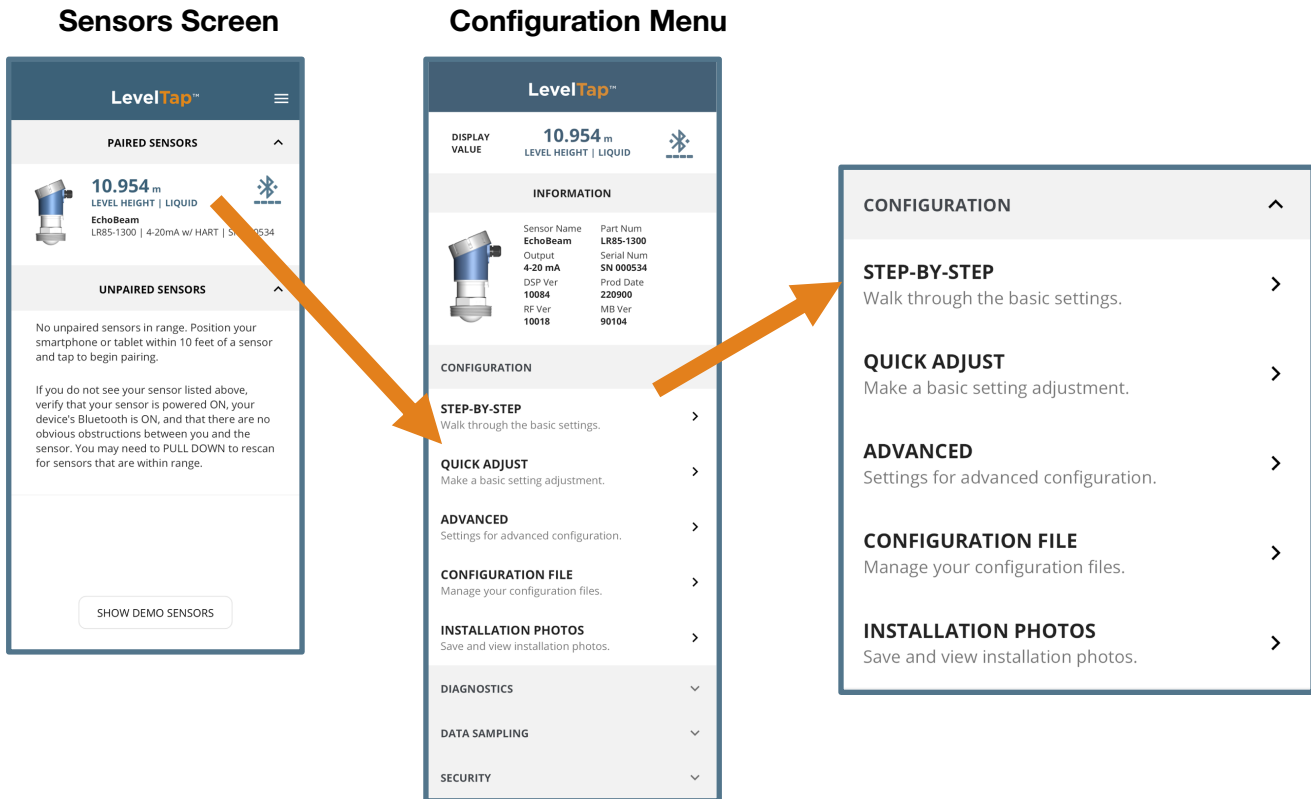 Sensors Screen
LevelTap™
PAIRED SENSORS
10.954 m
LEVEL HEIGHT | LIQUID
EchoBeam
LR85-1300 | 4-20mA w/ HART | 0534
UNPAIRED SENSORS
No unpaired sensors in range. Position your
smartphone or tablet within 10 feet of a sensor
and tap to begin pairing.
If you do not see your sensor listed above,
verify that your sensor is powered ON, your
device's Bluetooth is ON, and that there are no
obvious obstructions between you and the
sensor. You may need to PULL DOWN to rescan
for sensors that are within range.
SHOW DEMO SENSORS
Configuration Menu
LevelTap™
DISPLAY
VALUE
10.954 m
LEVEL HEIGHT | LIQUID
INFORMATION
Sensor Name Part Num
EchoBeam LR85-1300
Output Serial Num
4-20 mA SN 000534
DSP Ver Prod Date
10084 220900
RF Ver MB Ver
10018 90104
CONFIGURATION
STEP-BY-STEP
Walk through the basic settings.
QUICK ADJUST
Make a basic setting adjustment.
ADVANCED
Settings for advanced configuration.
CONFIGURATION FILE
Manage your configuration files.
INSTALLATION PHOTOS
Save and view installation photos.
DIAGNOSTICS
DATA SAMPLING
SECURITY
CONFIGURATION
STEP-BY-STEP
Walk through the basic settings.
QUICK ADJUST
Make a basic setting adjustment.
ADVANCED
Settings for advanced configuration.
CONFIGURATION FILE
Manage your configuration files.
INSTALLATION PHOTOS
Save and view installation photos.